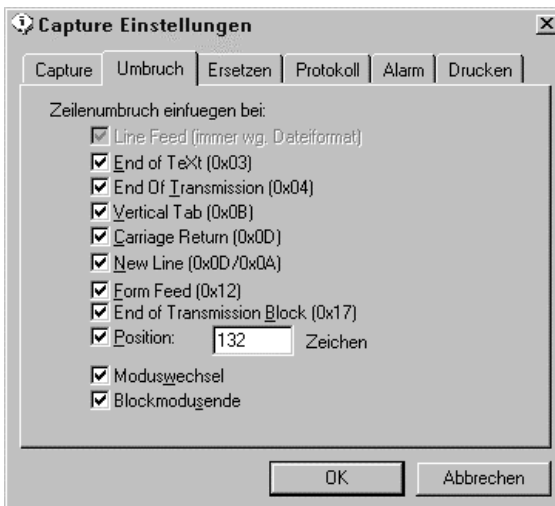 Capture Einstellungen
Capture Umbruch Ersetzen Protokoll Alarm Drucken
Zeilenumbruch einfuegen bei:
Line Feed (immer wg. Dateiformat)
End of TeXt (0x03)
End Of Transmission (0x04)
Vertical Tab (0x0B)
Carriage Return (0x0D)
New Line (0x0D/0x0A)
Form Feed (0x12)
End of Transmission Block (0x17)
Position: 132 Zeichen
Moduswechsel
Blockmodusende
OK Abbrechen